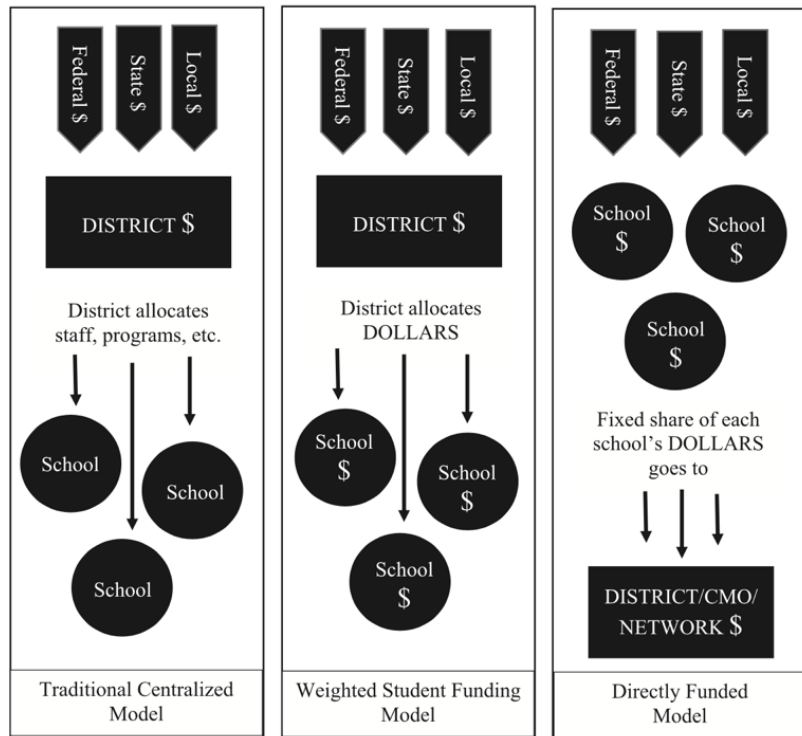 Federal $
State $
Local $
DISTRICT $
District allocates
staff, programs, etc.
School
School
School
Traditional Centralized
Model
Federal $
State $
Local $
DISTRICT $
District allocates
DOLLARS
School
$
School
$
School
$
Weighted Student Funding
Model
Federal $
State $
Local $
School
$
School
$
School
$
Fixed share of each
school’s DOLLARS
goes to
DISTRICT/CMO/
NETWORK $
Directly Funded
Model